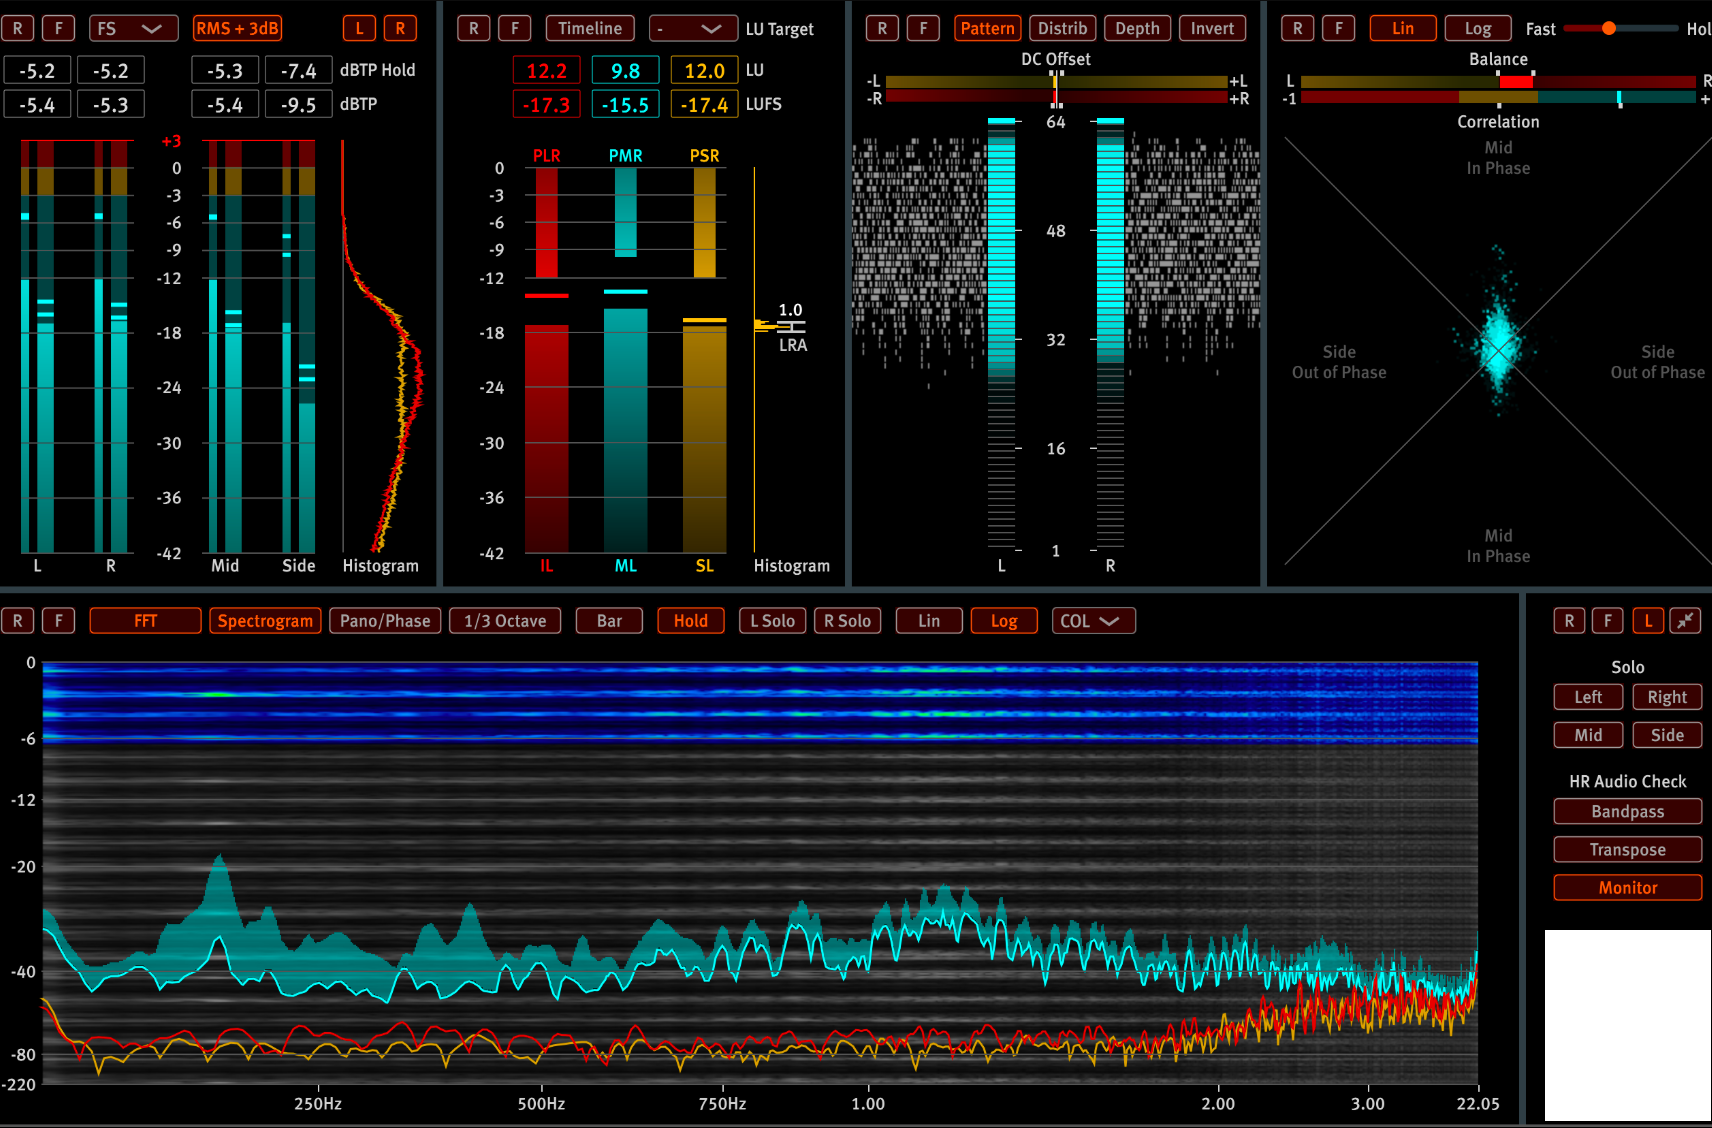 R F FS RMS + 3dB L R
-5.2 -5.2 -5.3 -7.4 dBTP Hold
-5.4 -5.3 -5.4 -9.5 dBTP
+3
0
-3
-6
-9
-12
-18
-24
-30
-36
-42
L R Mid Side Histogram
R F Timeline - LU Target
12.2 9.8 12.0 LU
-17.3 -15.5 -17.4 LUFS
PLR PMR PSR
0
-3
-6
-9
-12
1.0
-18
LRA
-24
-30
-36
-42
IL ML SL Histogram
R F Pattern Distrib Depth Invert
DC Offset
-L +L
-R +R
64
48
32
16
1
L R
R F Lin Log Fast Hol
Balance
L R
-1 +
Correlation
Mid
In Phase
Side Side
Out of Phase Out of Phase
Mid
In Phase
R F FFT Spectrogram Pano/Phase 1/3 Octave Bar Hold L Solo R Solo Lin Log COL
0
-6
-12
-20
-40
-80
-220
250Hz 500Hz 750Hz 1.00 2.00 3.00 22.05
R F L
Solo
Left Right
Mid Side
HR Audio Check
Bandpass
Transpose
Monitor